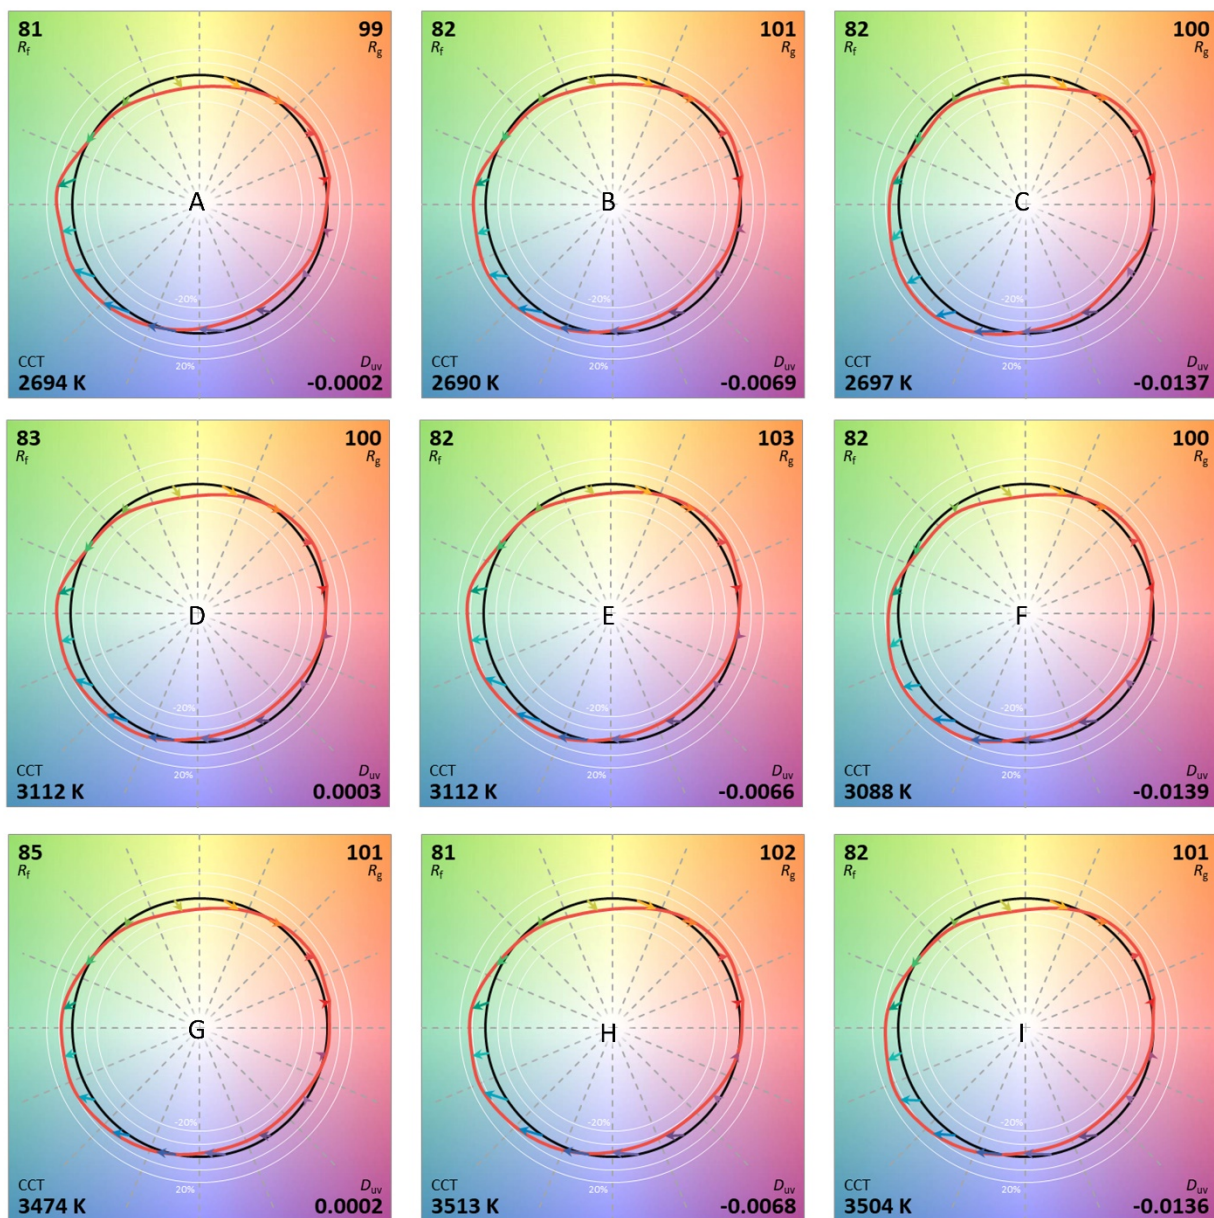 81 99
Rf Rg
A
-20%
20%
CCT Duv
2694 K -0.0002
82 101
Rf Rg
B
-20%
20%
CCT Duv
2690 K -0.0069
82 100
Rf Rg
C
-20%
20%
CCT Duv
2697 K -0.0137
83 100
Rf Rg
D
-20%
20%
CCT Duv
3112 K 0.0003
82 103
Rf Rg
E
-20%
20%
CCT Duv
3112 K -0.0066
82 100
Rf Rg
F
-20%
20%
CCT Duv
3088 K -0.0139
85 101
Rf Rg
G
-20%
20%
CCT Duv
3474 K 0.0002
81 102
Rf Rg
H
-20%
20%
CCT Duv
3513 K -0.0068
82 101
Rf Rg
I
-20%
20%
CCT Duv
3504 K -0.0136